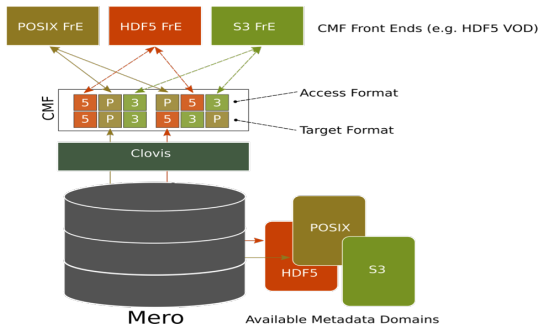 POSIX FrE HDF5 FrE S3 FrE CMF Front Ends (e.g. HDF5 VOD)
CMF
5 P 3 P 5 3 Access Format
5 P 3 5 3 P Target Format
Clovis
POSIX
HDF5 S3
Mero Available Metadata Domains